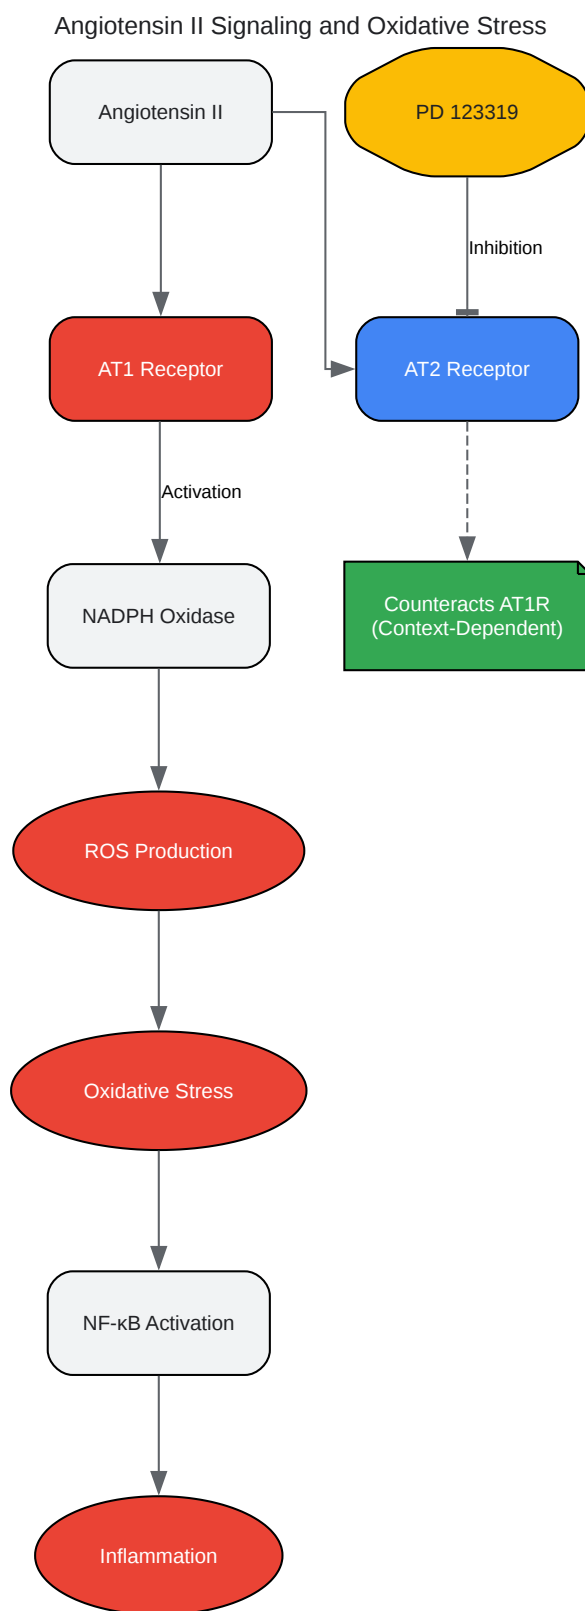 Angiotensin II Signaling and Oxidative Stress
Angiotensin II
PD 123319
Inhibition
AT1 Receptor
AT2 Receptor
Activation
NADPH Oxidase
Counteracts AT1R
(Context-Dependent)
ROS Production
Oxidative Stress
NF-κB Activation
Inflammation